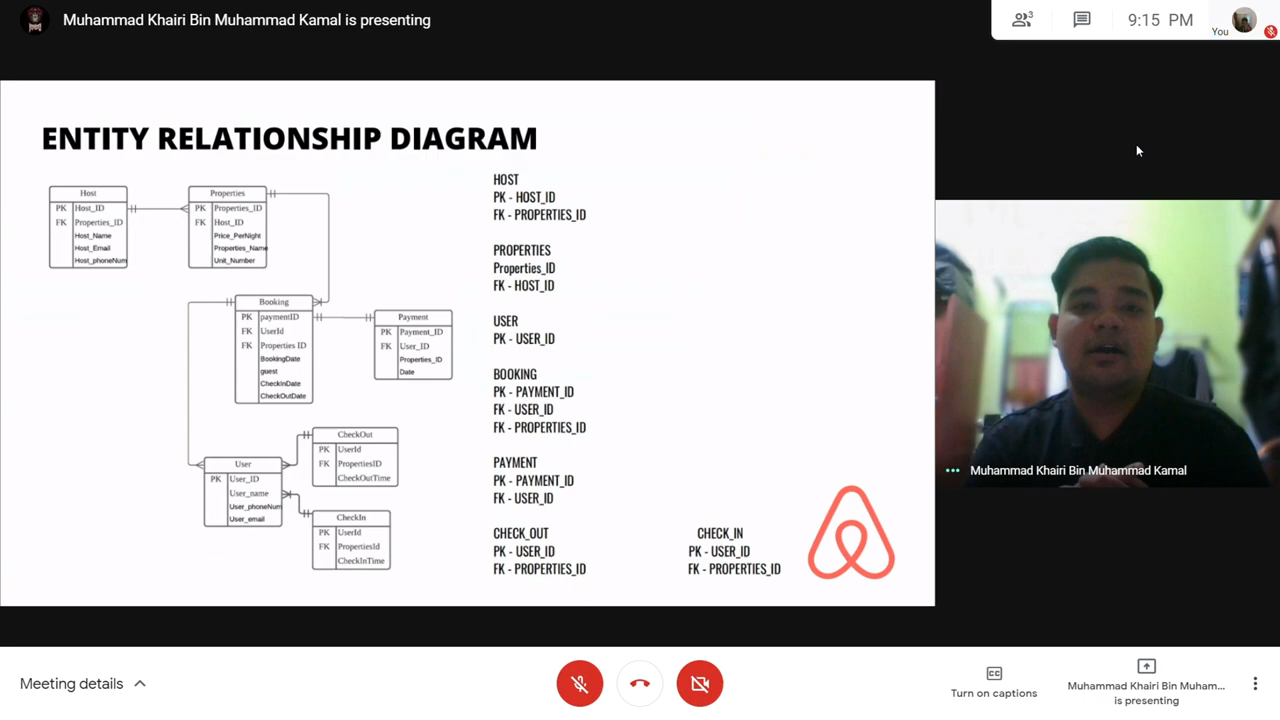 Muhammad Khairi Bin Muhammad Kamal is presenting
3
9:15 PM
You
ENTITY RELATIONSHIP DIAGRAM
Host
PK Host_ID
FK Properties_ID
Host_Name
Host_Email
Host_phoneNum
Properties
PK Properties_ID
FK Host_ID
Price_PerNight
Properties_Name
Unit_Number
Booking
PK paymentID
FK UserId
FK Properties ID
BookingDate
guest
CheckInDate
CheckOutDate
Payment
PK Payment_ID
FK User_ID
Properties_ID
Date
User
PK User_ID
User_name
User_phoneNum
User_email
CheckOut
PK UserId
FK PropertiesID
CheckOutTime
CheckIn
PK UserId
FK PropertiesId
CheckInTime
HOST
PK - HOST_ID
FK - PROPERTIES_ID
PROPERTIES
Properties_ID
FK - HOST_ID
USER
PK - USER_ID
BOOKING
PK - PAYMENT_ID
FK - USER_ID
FK - PROPERTIES_ID
PAYMENT
PK - PAYMENT_ID
FK - USER_ID
CHECK_OUT
PK - USER_ID
FK - PROPERTIES_ID
CHECK_IN
PK - USER_ID
FK - PROPERTIES_ID
Muhammad Khairi Bin Muhammad Kamal
Meeting details
CC
Turn on captions
Muhammad Khairi Bin Muham...
is presenting